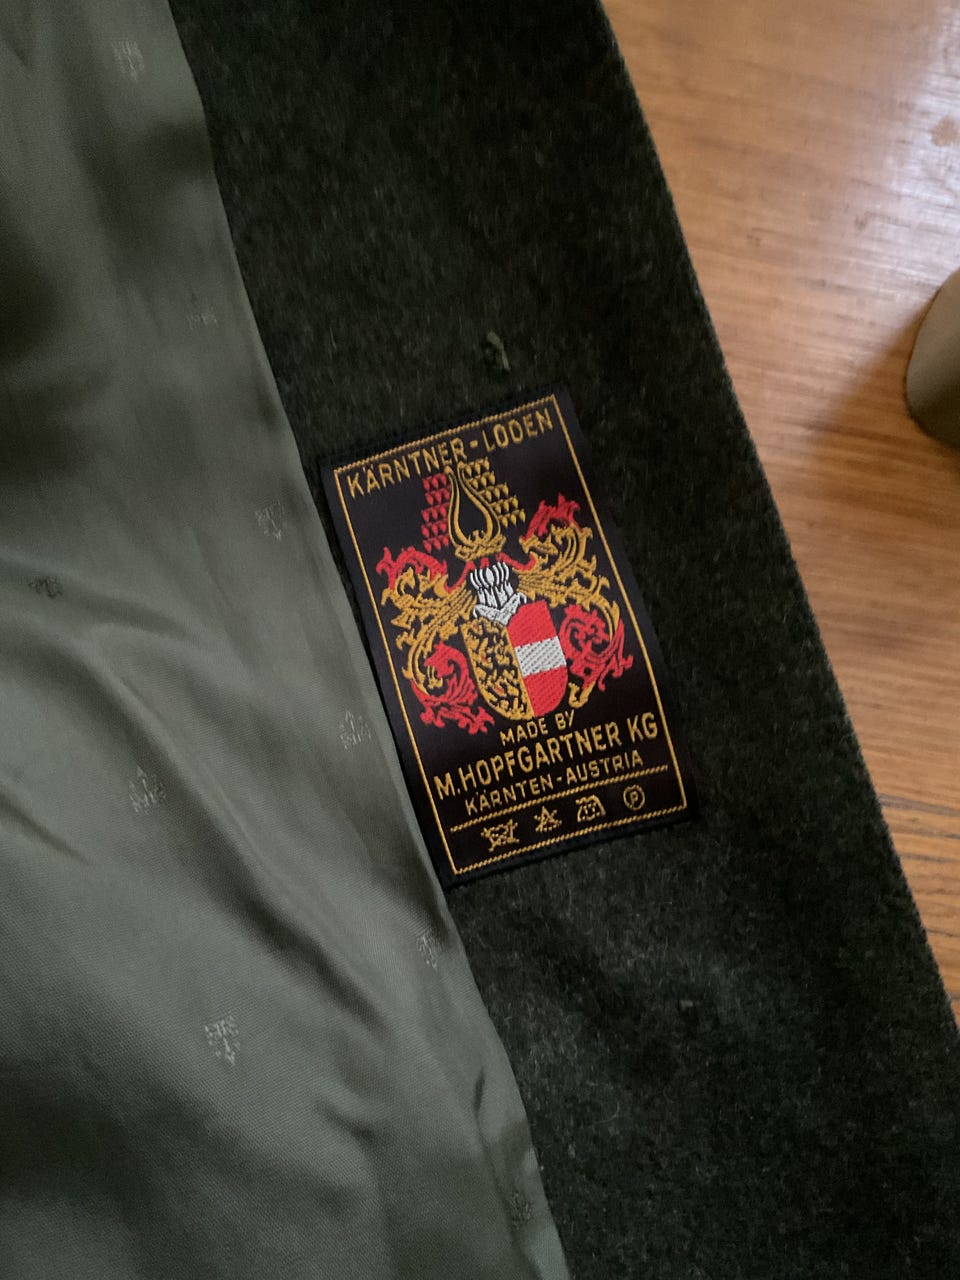 KÄRNTNER-LODEN
MADE BY
M.HOPFGARTNER KG
KÄRNTEN-AUSTRIA
P